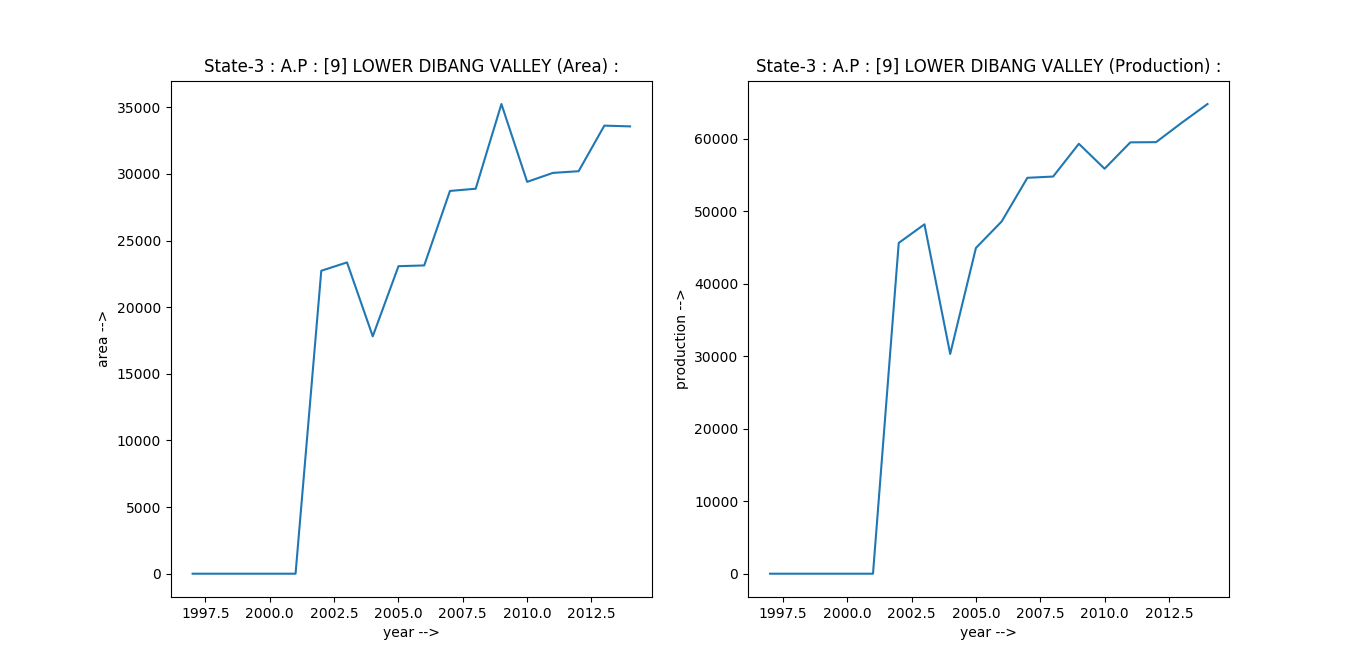 State-3 : A.P : [9] LOWER DIBANG VALLEY (Area) :
35000
30000
25000
20000
15000
10000
5000
0
area -->
1997.5 2000.0 2002.5 2005.0 2007.5 2010.0 2012.5
year -->
State-3 : A.P : [9] LOWER DIBANG VALLEY (Production) :
60000
50000
40000
30000
20000
10000
0
production -->
1997.5 2000.0 2002.5 2005.0 2007.5 2010.0 2012.5
year -->